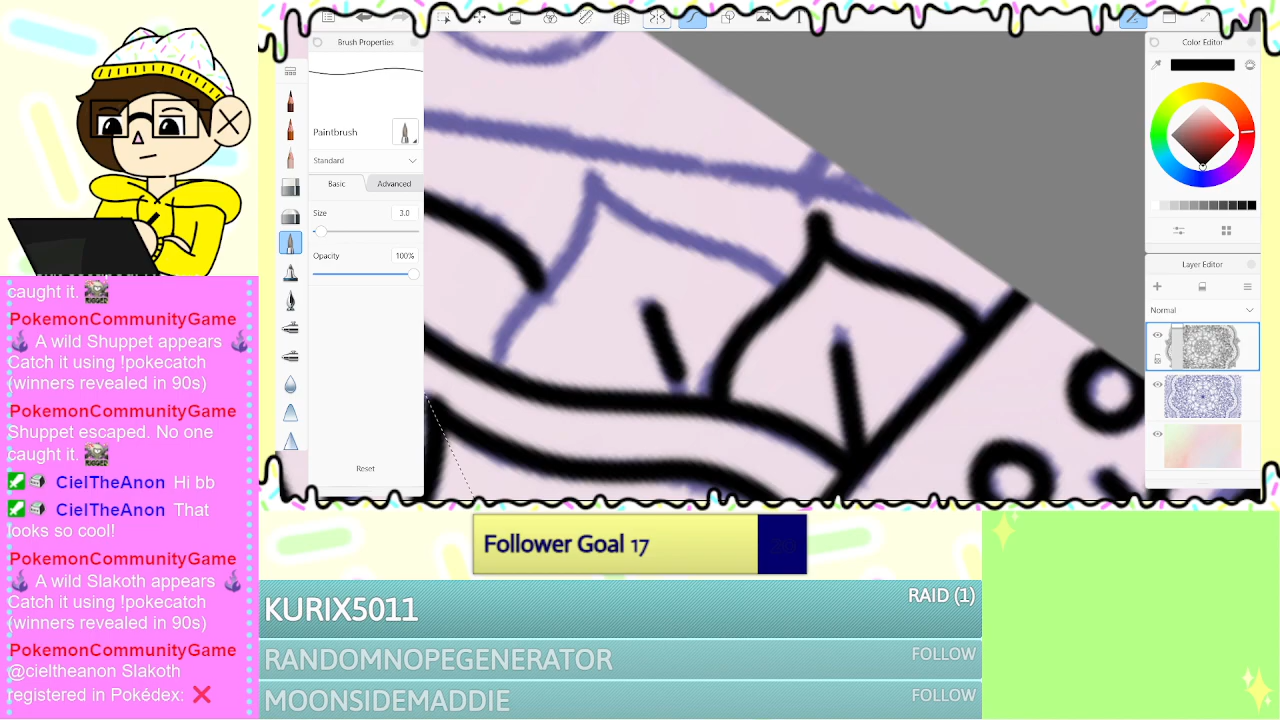 caught it.
PokemonCommunityGame
A wild Shuppet appears
Catch it using !pokecatch
(winners revealed in 90s)
PokemonCommunityGame
Shuppet escaped. No one
caught it.
CielTheAnon Hi bb
CielTheAnon That
looks so cool!
PokemonCommunityGame
A wild Slakoth appears
Catch it using !pokecatch
(winners revealed in 90s)
PokemonCommunityGame
@cieltheanon Slakoth
registered in Pokédex:
Brush Properties
Paintbrush
Standard
Basic
Advanced
Size
3.0
Opacity
100%
Reset
Color Editor
Layer Editor
Normal
Follower Goal 17
20
KURIX5011
RAID (1)
RANDOMNOPEGENERATOR
FOLLOW
MOONSIDEMADDIE
FOLLOW